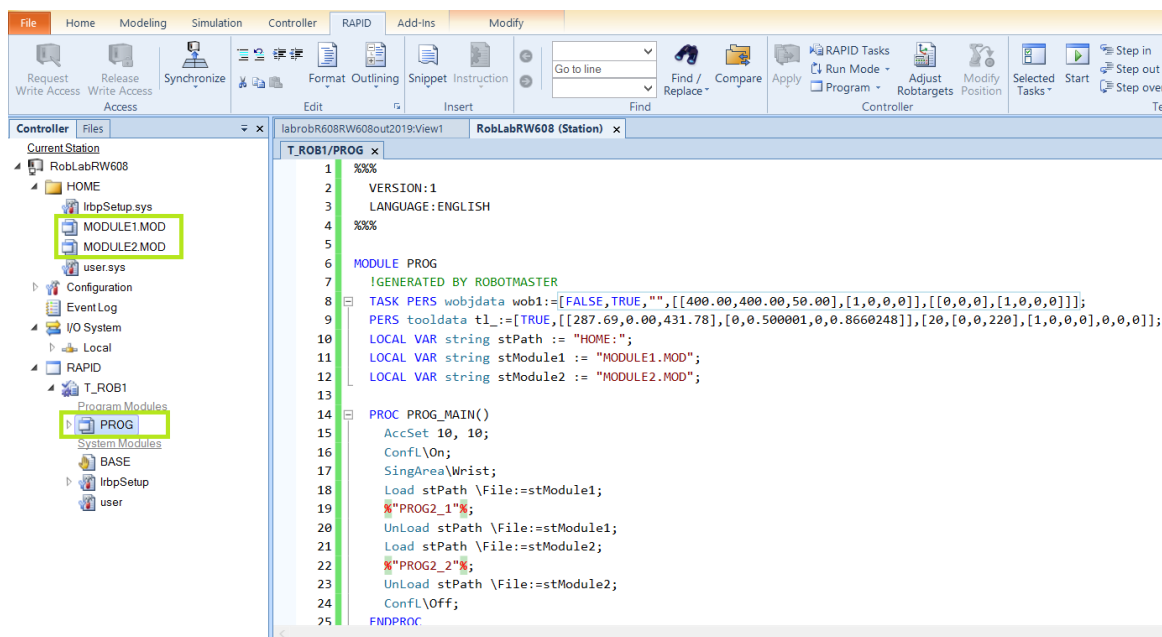 File Home Modeling Simulation Controller RAPID Add-Ins Modify
Request Write Access
Release Write Access
Synchronize
Access
Format Outlining
Edit
Snippet Instruction
Insert
Go to line
Find / Replace
Compare
Find
Apply
RAPID Tasks
Run Mode
Program
Adjust Robtargets
Modify Position
Controller
Selected Tasks
Start
Step in
Step out
Step over
Te
Controller Files
Current Station
RobLabRW608
HOME
IrbpSetup.sys
MODULE1.MOD
MODULE2.MOD
user.sys
Configuration
Event Log
I/O System
Local
RAPID
T_ROB1
Program Modules
PROG
System Modules
BASE
IrbpSetup
user
labrobR608RW608out2019:View1 RobLabRW608 (Station) x
T_ROB1/PROG x
1 %%%
2 VERSION:1
3 LANGUAGE:ENGLISH
4 %%%
5
6 MODULE PROG
7 !GENERATED BY ROBOTMASTER
8 TASK PERS wobjdata wob1:=[FALSE,TRUE,"",[[400.00,400.00,50.00],[1,0,0,0]],[[0,0,0],[1,0,0,0]]];
9 PERS tooldata tl_:=[TRUE,[[287.69,0.00,431.78],[0,0.500001,0,0.8660248]],[20,[0,0,220],[1,0,0,0],0,0,0]];
10 LOCAL VAR string stPath := "HOME:";
11 LOCAL VAR string stModule1 := "MODULE1.MOD";
12 LOCAL VAR string stModule2 := "MODULE2.MOD";
13
14 PROC PROG_MAIN()
15 AccSet 10, 10;
16 ConfL\On;
17 SingArea\Wrist;
18 Load stPath \File:=stModule1;
19 %"PROG2_1"%;
20 UnLoad stPath \File:=stModule1;
21 Load stPath \File:=stModule2;
22 %"PROG2_2"%;
23 UnLoad stPath \File:=stModule2;
24 ConfL\Off;
25 ENDPROC